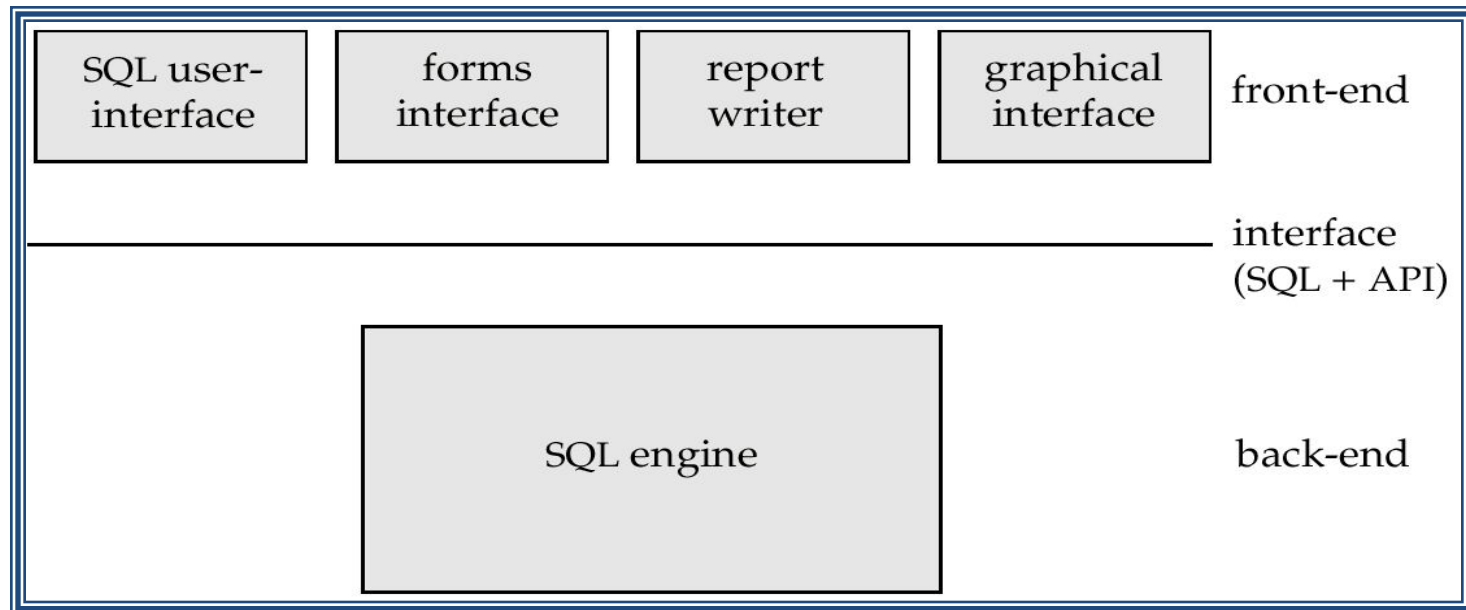 SQL user-
interface
forms
interface
report
writer
graphical
interface
front-end
interface
(SQL + API)
SQL engine
back-end